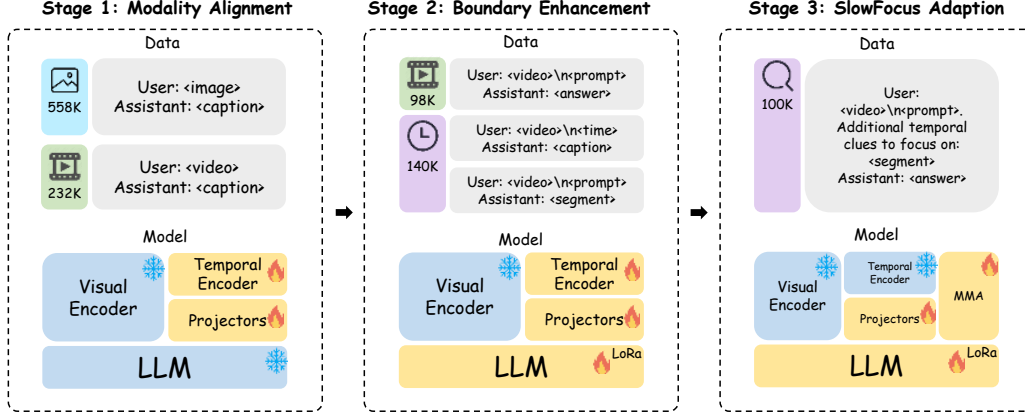 Stage 1: Modality Alignment
Data
558K
User: <image>
Assistant: <caption>
232K
User: <video>
Assistant: <caption>
Model
Visual
Encoder
Temporal
Encoder
Projectors
LLM
Stage 2: Boundary Enhancement
Data
98K
User: <video>\n<prompt>
Assistant: <answer>
140K
User: <video>\n<time>
Assistant: <caption>
User: <video>\n<prompt>
Assistant: <segment>
Model
Visual
Encoder
Temporal
Encoder
Projectors
LLM
LoRa
Stage 3: SlowFocus Adaption
Data
100K
User:
<video>\n<prompt>.
Additional temporal
clues to focus on:
<segment>
Assistant: <answer>
Model
Visual
Encoder
Temporal
Encoder
Projectors
MMA
LLM
LoRa